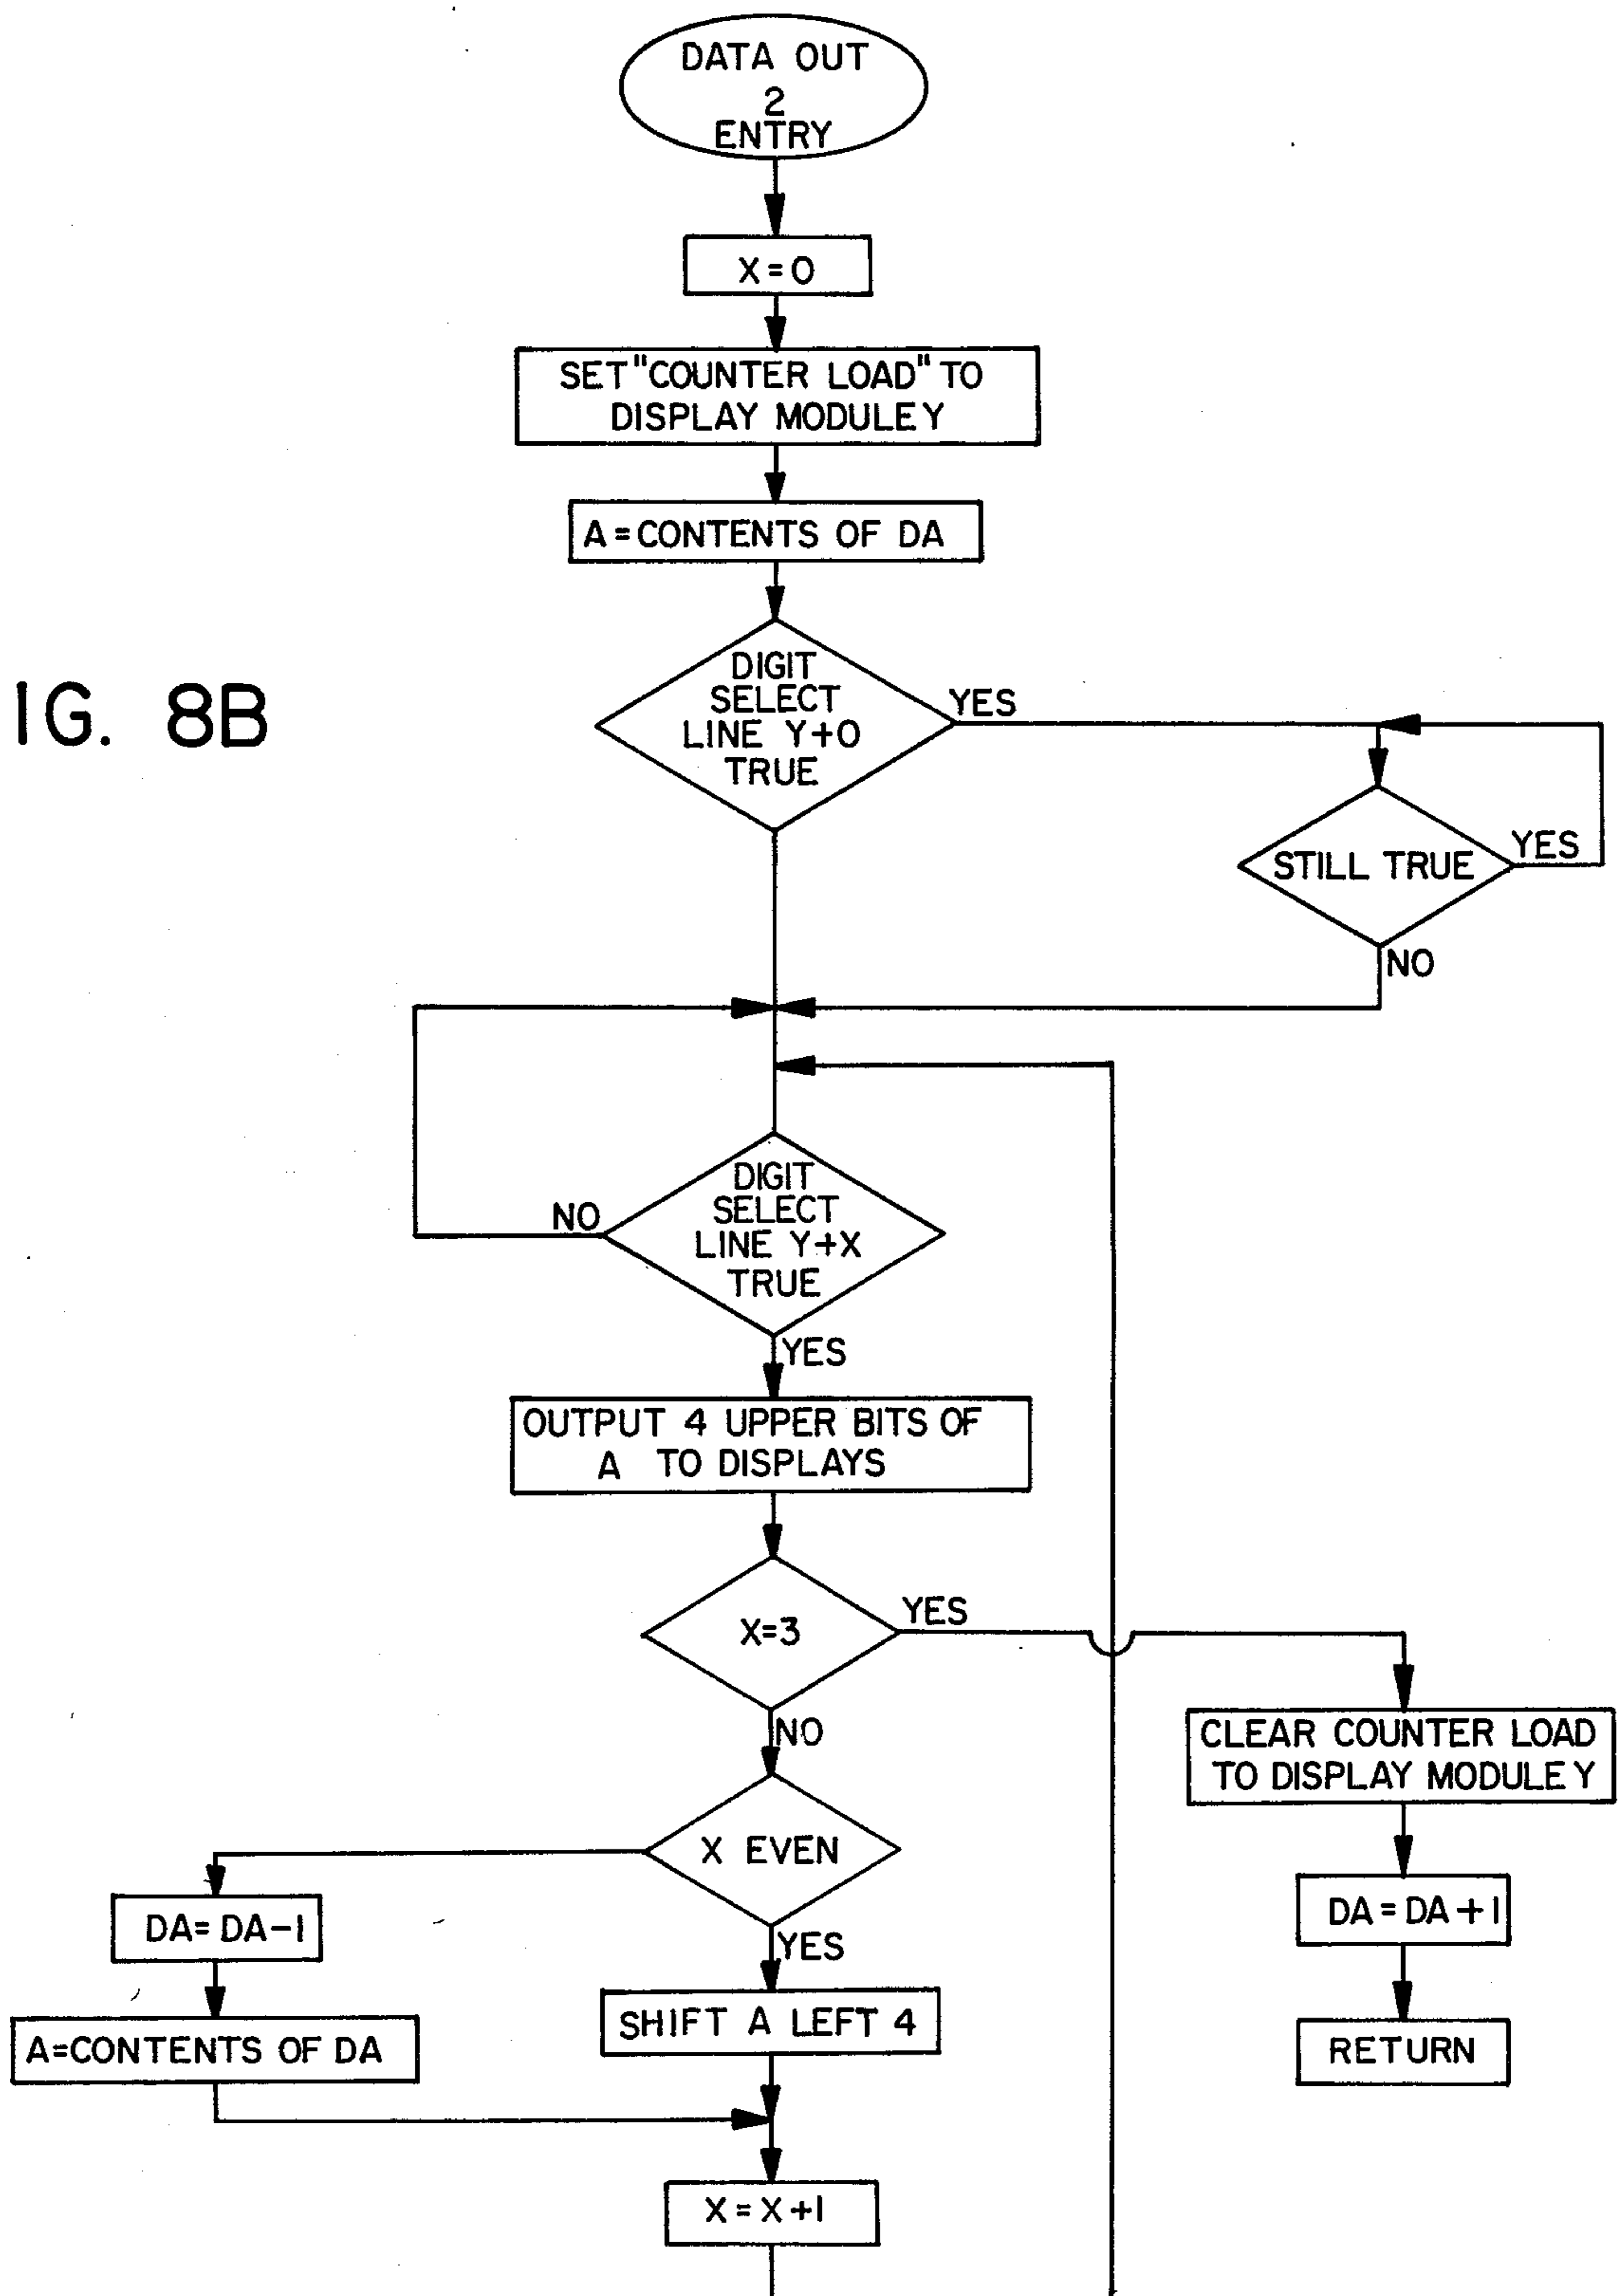 DATA OUT
2
ENTRY
X=0
SET "COUNTER LOAD" TO
DISPLAY MODULE Y
A=CONTENTS OF DA
DIGIT
SELECT
LINE Y+0
TRUE
YES
IG. 8B
STILL TRUE
YES
NO
DIGIT
SELECT
LINE Y+X
TRUE
NO
YES
OUTPUT 4 UPPER BITS OF
A TO DISPLAYS
X=3
YES
NO
CLEAR COUNTER LOAD
TO DISPLAY MODULE Y
X EVEN
YES
DA=DA-1
DA=DA+1
SHIFT A LEFT 4
A=CONTENTS OF DA
RETURN
X=X+1